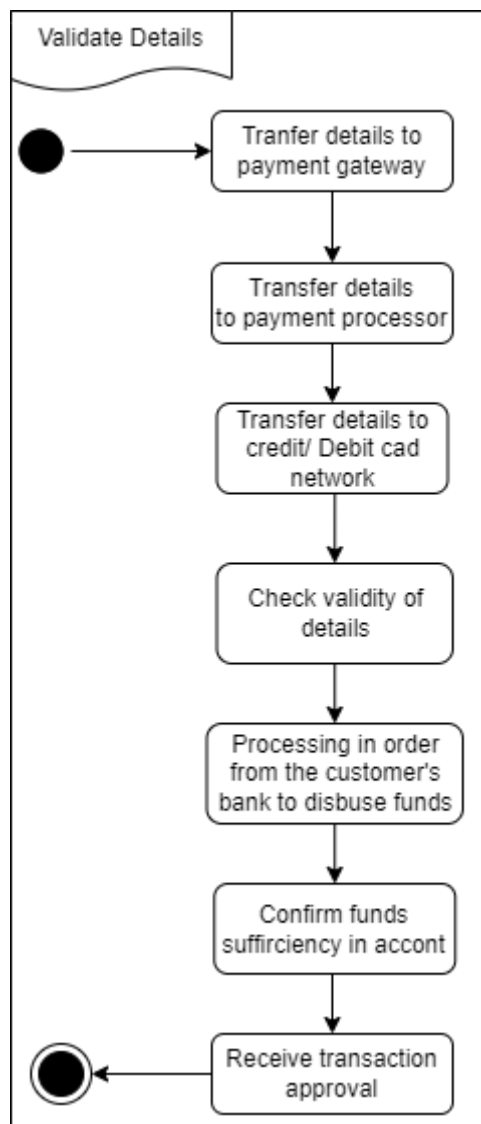 Validate Details
Tranfer details to
payment gateway
Transfer details
to payment processor
Transfer details to
credit/ Debit cad
network
Check validity of
details
Processing in order
from the customer's
bank to disbuse funds
Confirm funds
suffirciency in accont
Receive transaction
approval